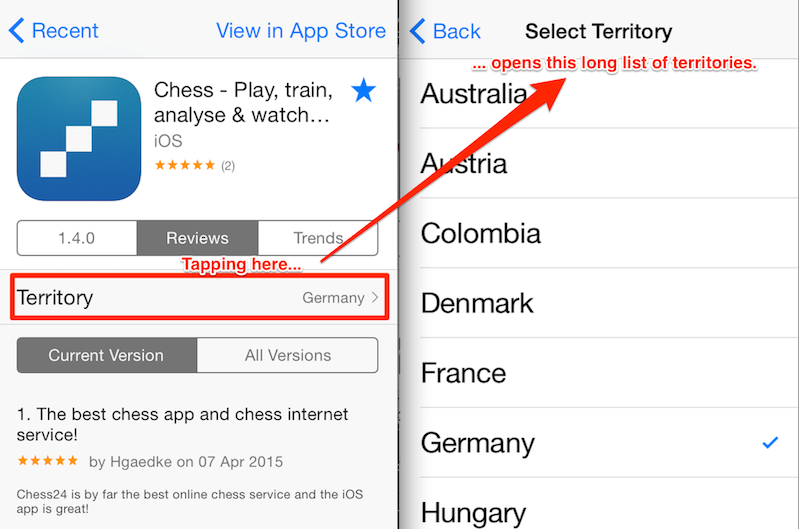 Recent
View in App Store
Chess - Play, train,
analyse & watch...
iOS
(2)
1.4.0
Reviews
Trends
Tapping here...
Territory
Germany
Current Version
All Versions
1. The best chess app and chess internet
service!
by Hgaedke on 07 Apr 2015
Chess24 is by far the best online chess service and the iOS
app is great!
Back
Select Territory
... opens this long list of territories.
Australia
Austria
Colombia
Denmark
France
Germany
Hungary